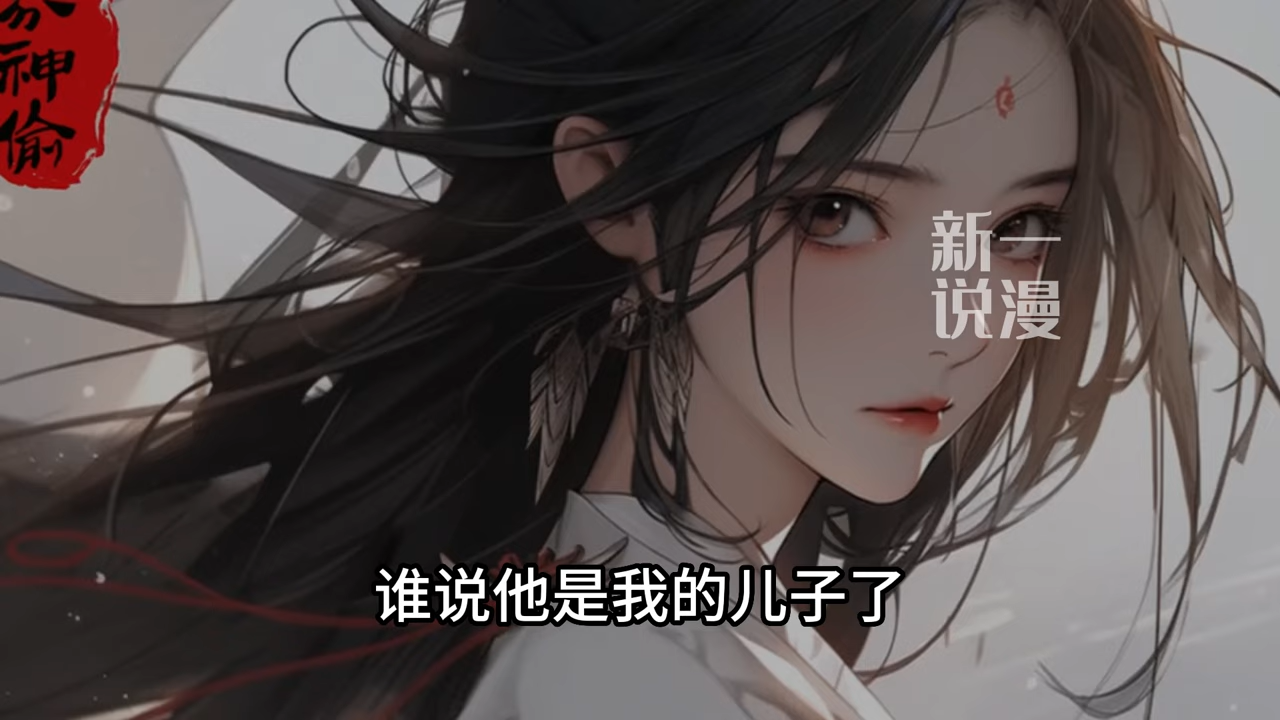 神
偷
新一
说漫
谁说他是我的儿子了